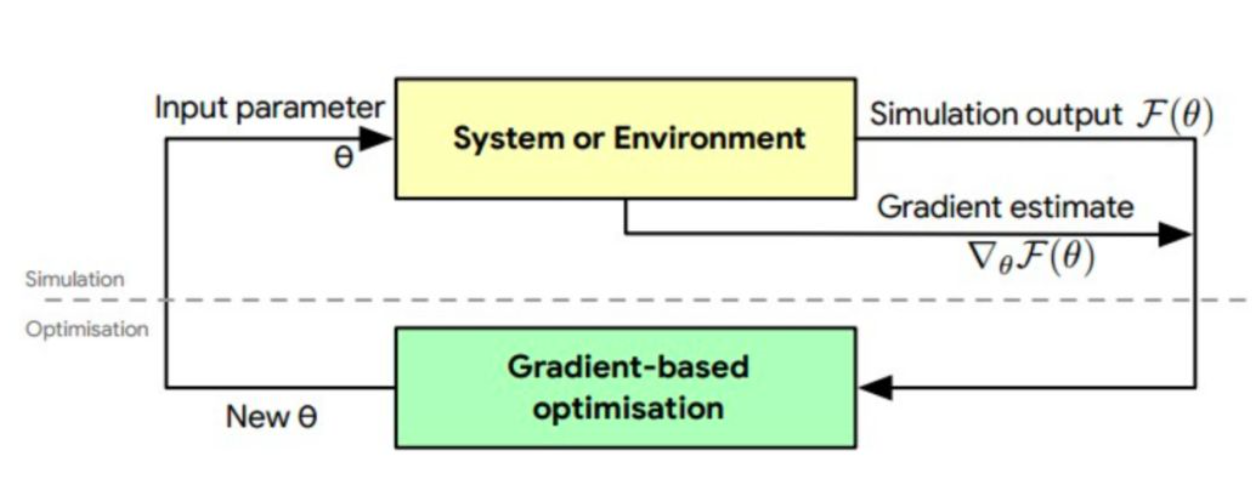 Input parameter
θ
System or Environment
Simulation output ℱ(θ)
Gradient estimate
∇θℱ(θ)
Simulation
Optimisation
Gradient-based
optimisation
New θ